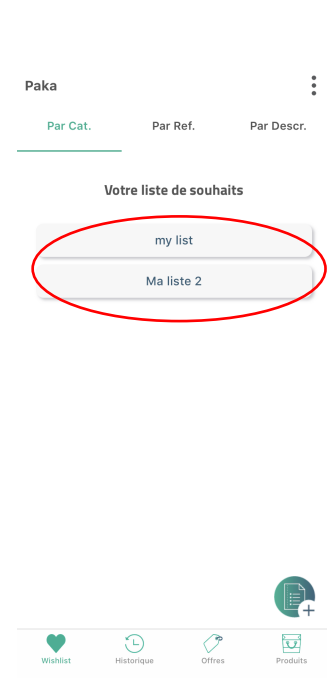 Paka
Par Cat. Par Ref. Par Descr.
Votre liste de souhaits
my list
Ma liste 2
Wishlist Historique Offres Produits